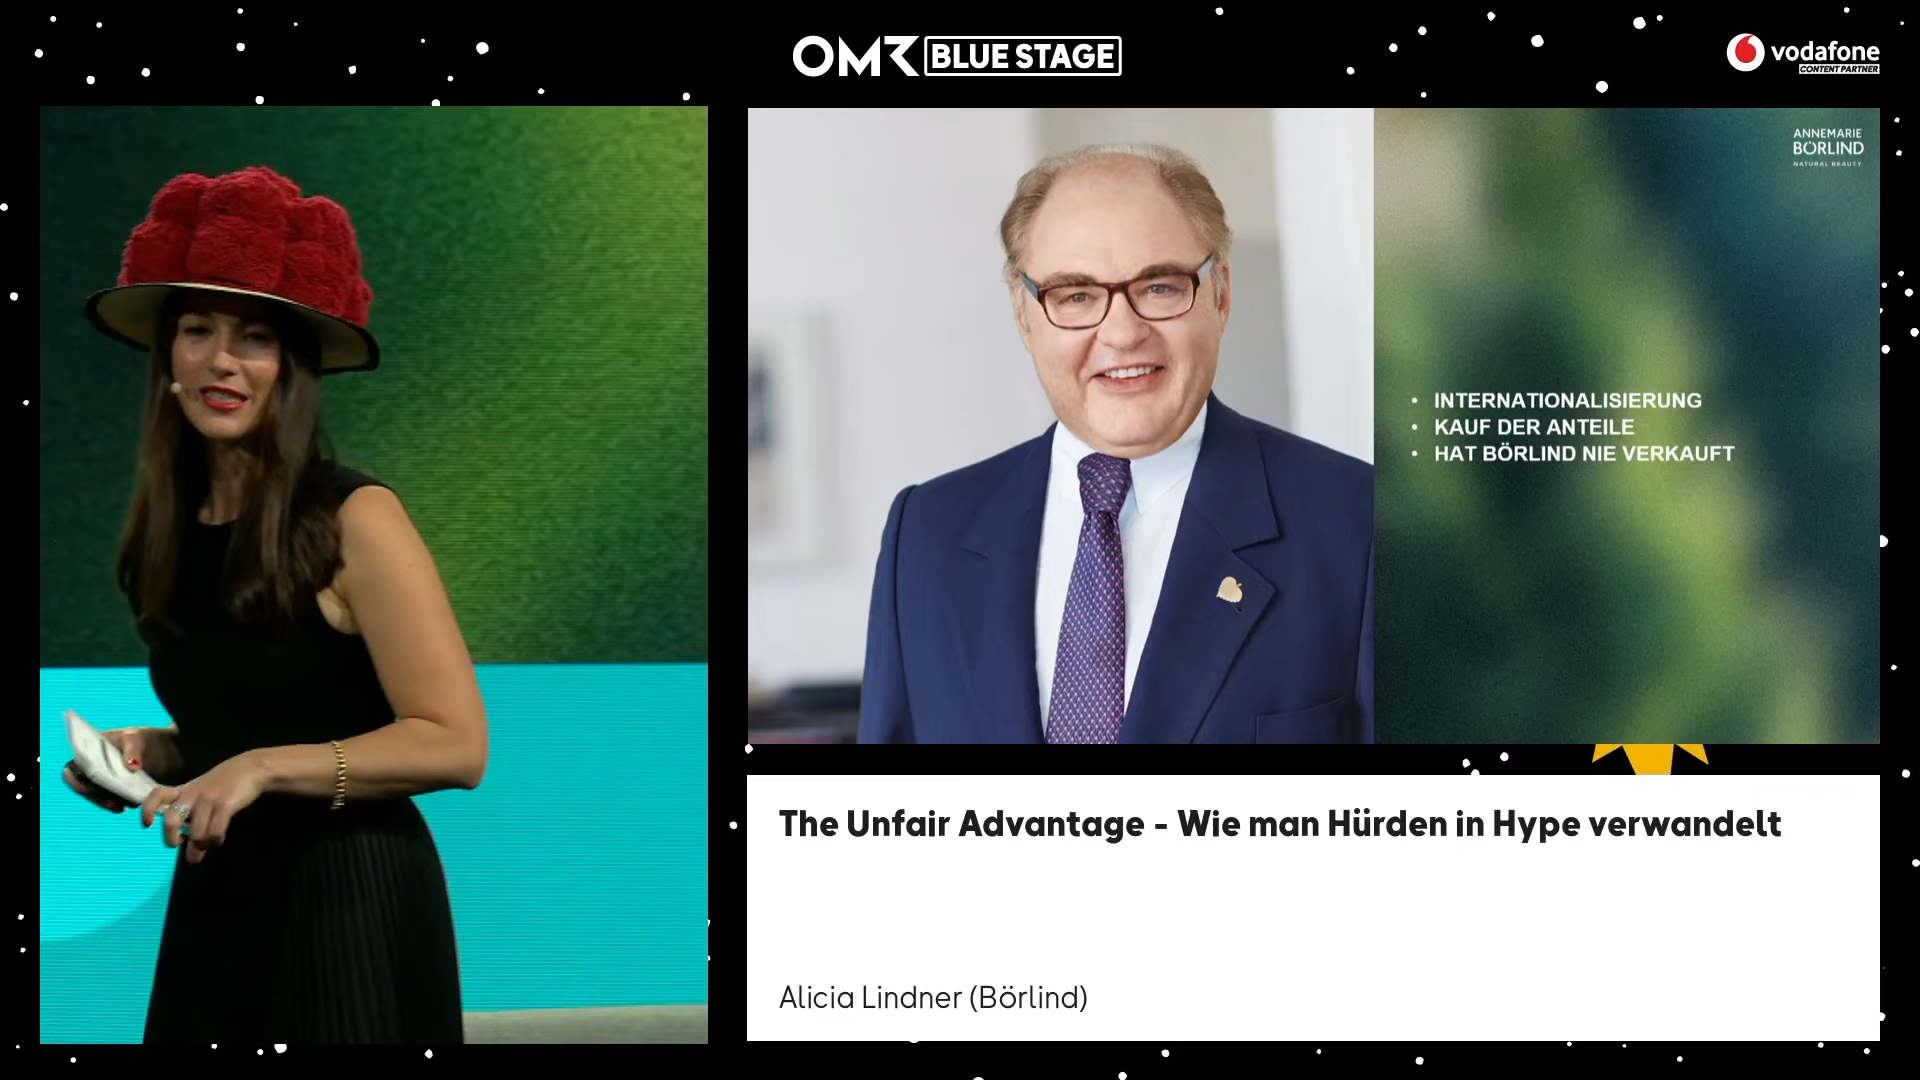 OMR BLUE STAGE
vodafone
CONTENT PARTNER
ANNEMARIE
BÖRLIND
NATURAL BEAUTY
• INTERNATIONALISIERUNG
• KAUF DER ANTEILE
• HAT BÖRLIND NIE VERKAUFT
The Unfair Advantage - Wie man Hürden in Hype verwandelt
Alicia Lindner (Börlind)